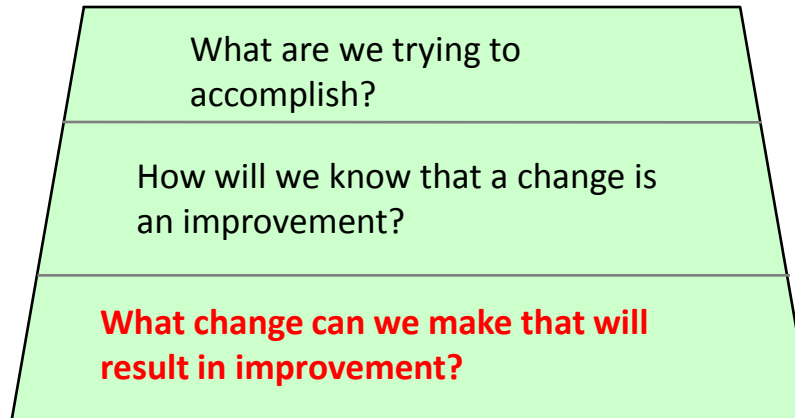 What are we trying to
accomplish?
How will we know that a change is
an improvement?
What change can we make that will
result in improvement?